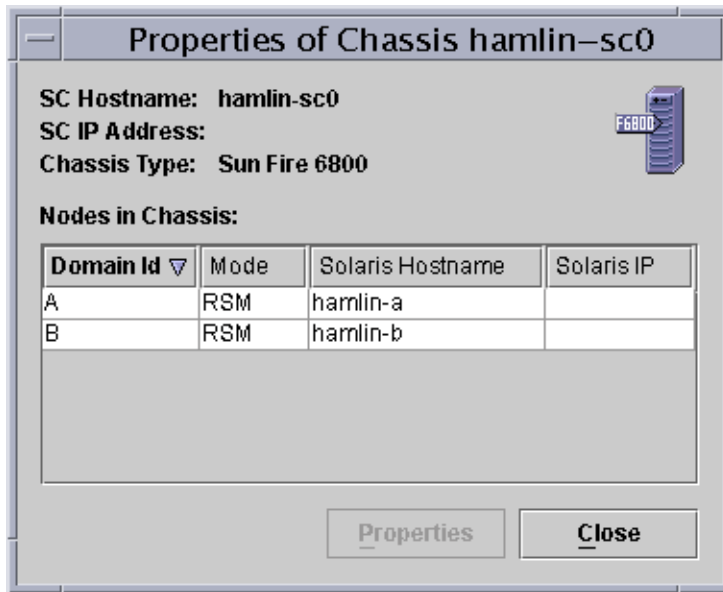 Properties of Chassis hamlin–sc0
SC Hostname: hamlin-sc0
F6800
SC IP Address:
Chassis Type: Sun Fire 6800
Nodes in Chassis:
Domain Id Mode Solaris Hostname Solaris IP
A RSM hamlin-a
B RSM hamlin-b
Properties Close